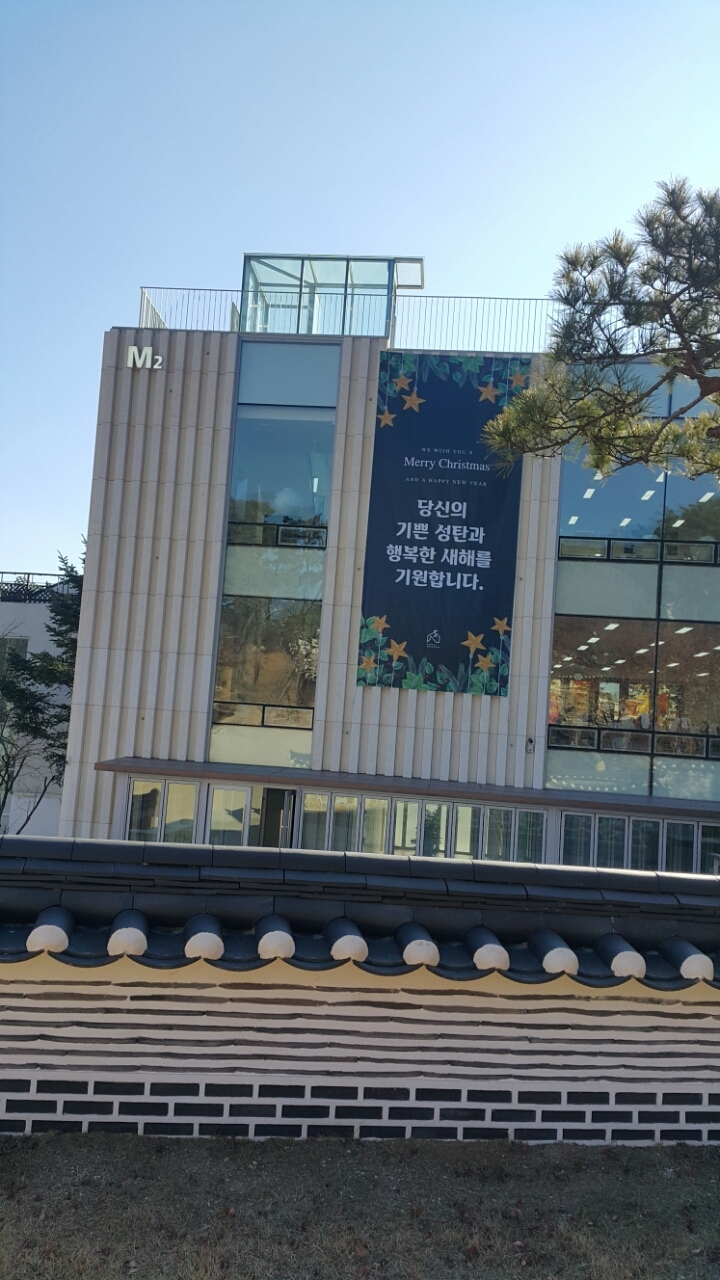 M2
WE WISH YOU A
Merry Christmas
AND A HAPPY NEW YEAR
당신의
기쁜 성탄과
행복한 새해를
기원합니다.